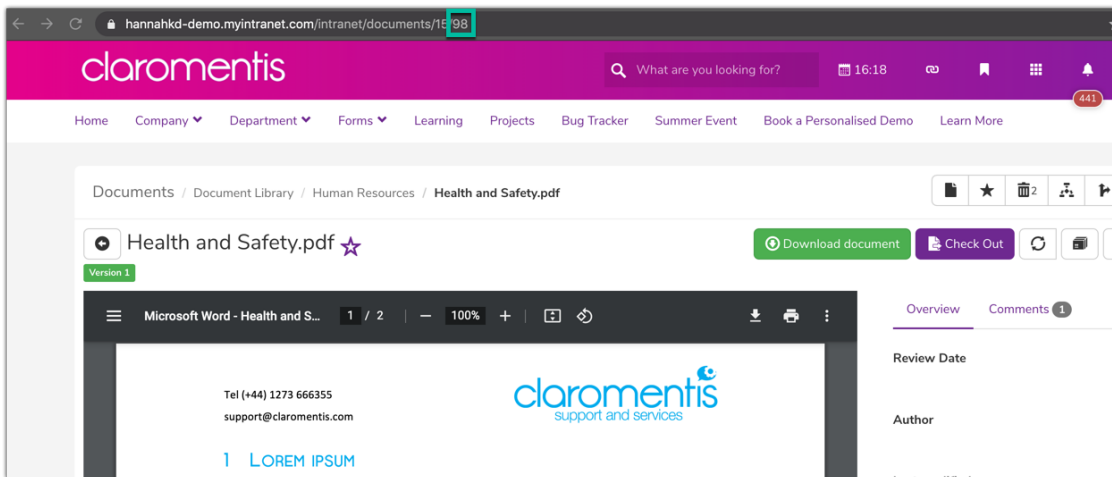 hannahkd-demo.myintranet.com/intranet/documents/15/98
claromentis
What are you looking for?
16:18
441
Home Company Department Forms Learning Projects Bug Tracker Summer Event Book a Personalised Demo Learn More
Documents / Document Library / Human Resources / Health and Safety.pdf
2
Health and Safety.pdf
Download document
Check Out
Version 1
Microsoft Word - Health and S... 1 / 2 — 100% +
Overview Comments 1
Review Date
Author
Tel (+44) 1273 666355
support@claromentis.com
claromentis
support and services
1 LOREM IPSUM